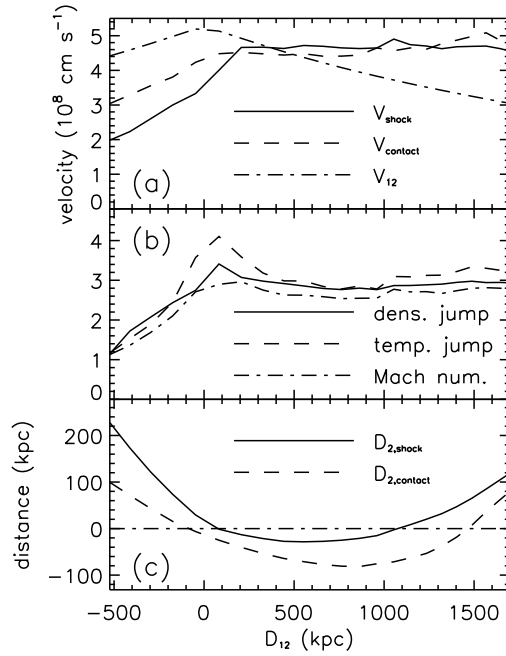 5
4
3
2
1
0
velocity (10⁸ cm s⁻¹)
V_shock
V_contact
V_12
(a)
4
3
2
1
0
(b)
dens. jump
temp. jump
Mach num.
200
100
0
−100
distance (kpc)
D_2,shock
D_2,contact
(c)
−500 0 500 1000 1500
D_12 (kpc)